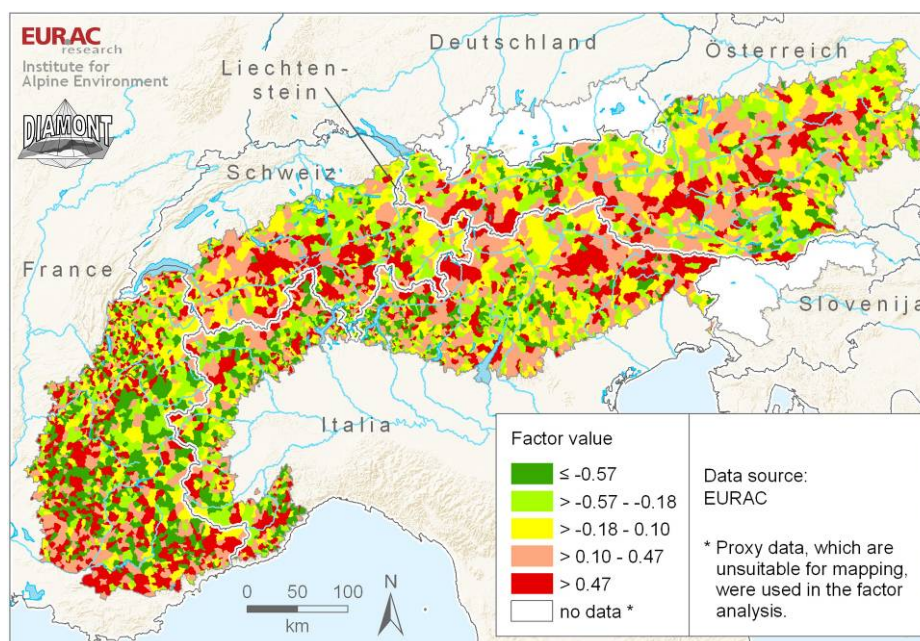 EURAC
research
Institute for
Alpine Environment
DIAMONT
Deutschland
Österreich
Liechten-
stein
Schweiz
France
Slovenija
Italia
Factor value
≤ -0.57
> -0.57 - -0.18
> -0.18 - 0.10
> 0.10 - 0.47
> 0.47
no data *
Data source:
EURAC
* Proxy data, which are
unsuitable for mapping,
were used in the factor
analysis.
0 50 100
km
N